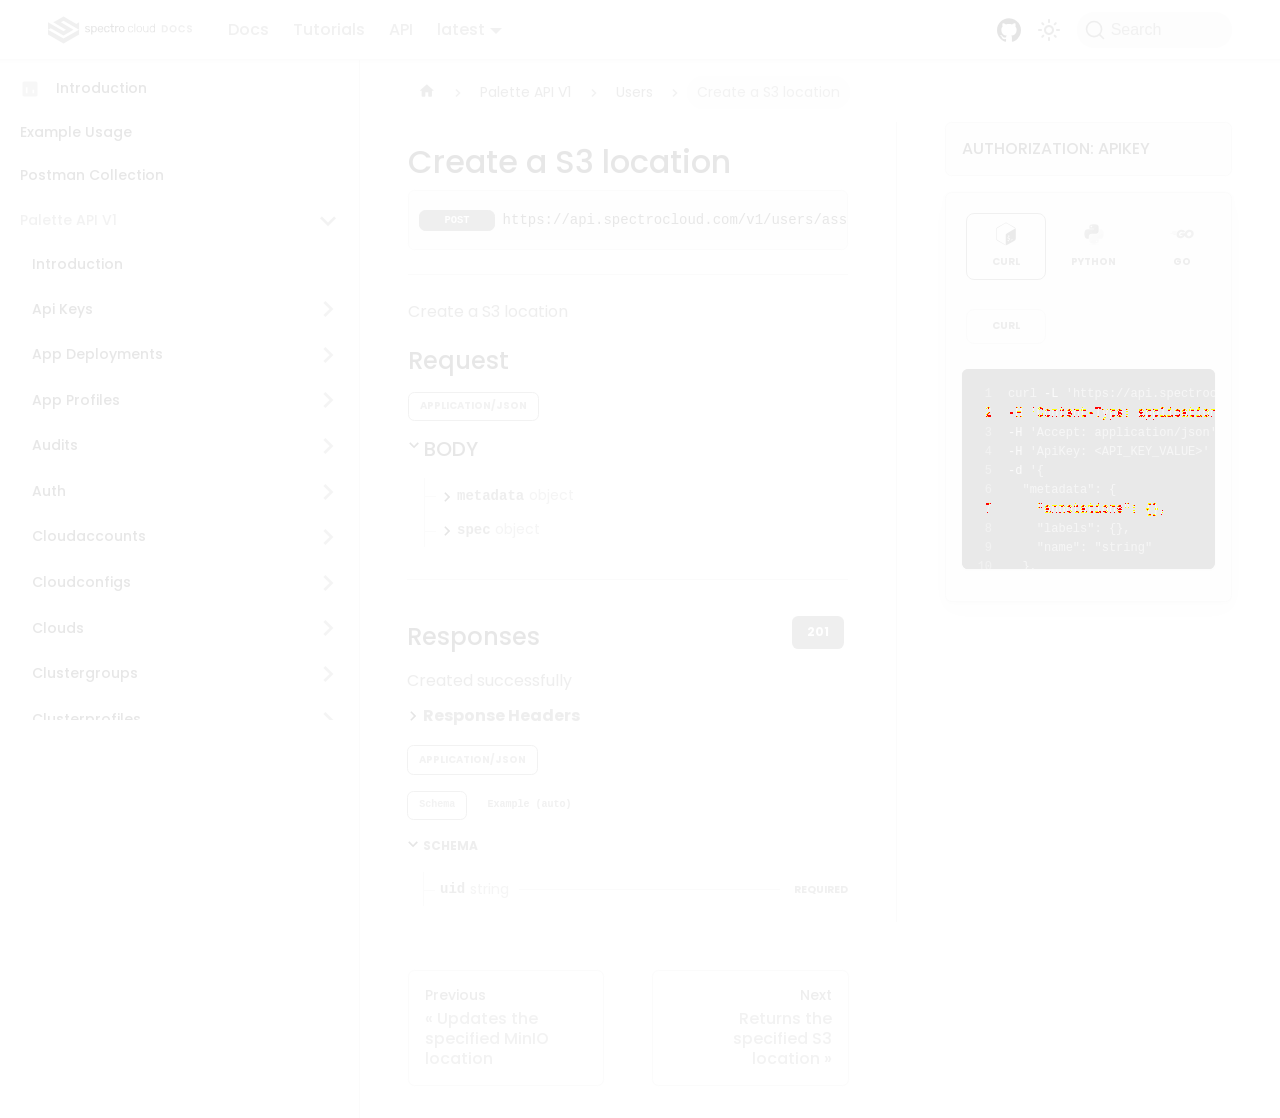 spectro cloud DOCS Docs Tutorials API latest Search
Introduction
Example Usage
Postman Collection
Palette API V1
Introduction
Api Keys
App Deployments
App Profiles
Audits
Auth
Cloudaccounts
Cloudconfigs
Clouds
Clustergroups
Clusterprofiles
Palette API V1 Users Create a S3 location
Create a S3 location
POST https://api.spectrocloud.com/v1/users/ass
Create a S3 location
Request
APPLICATION/JSON
BODY
metadata object
spec object
Responses
201
Created successfully
Response Headers
APPLICATION/JSON
Schema Example (auto)
SCHEMA
uid string REQUIRED
Previous
« Updates the
specified MinIO
location
Next
Returns the
specified S3
location »
AUTHORIZATION: APIKEY
CURL PYTHON GO
CURL
1 curl -L 'https://api.spectroc
2 -H 'Content-Type: application
3 -H 'Accept: application/json'
4 -H 'ApiKey: <API_KEY_VALUE>'
5 -d '{
6 "metadata": {
7 "annotations": {},
8 "labels": {},
9 "name": "string"
10 }